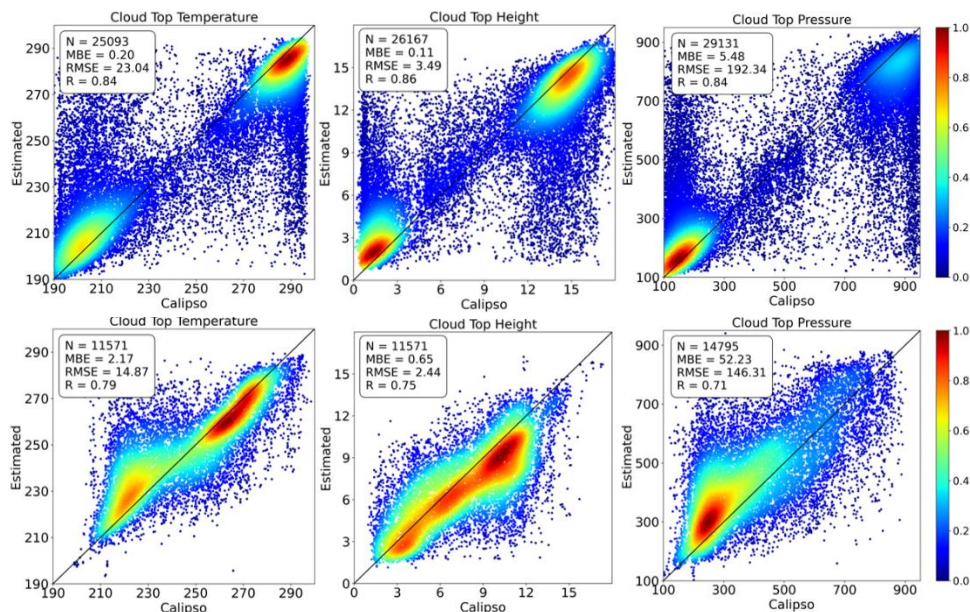 Cloud Top Temperature
N = 25093
MBE = 0.20
RMSE = 23.04
R = 0.84
290
270
250
230
210
190
Estimated
190 210 230 250 270 290
Calipso
Cloud Top Height
N = 26167
MBE = 0.11
RMSE = 3.49
R = 0.86
15
12
9
6
3
0
Estimated
0 3 6 9 12 15
Calipso
Cloud Top Pressure
N = 29131
MBE = 5.48
RMSE = 192.34
R = 0.84
900
700
500
300
100
Estimated
100 300 500 700 900
Calipso
1.0
0.8
0.6
0.4
0.2
0.0
Cloud Top Temperature
N = 11571
MBE = 2.17
RMSE = 14.87
R = 0.79
290
270
250
230
210
190
Estimated
190 210 230 250 270 290
Calipso
Cloud Top Height
N = 11571
MBE = 0.65
RMSE = 2.44
R = 0.75
15
12
9
6
3
0
Estimated
0 3 6 9 12 15
Calipso
Cloud Top Pressure
N = 14795
MBE = 52.23
RMSE = 146.31
R = 0.71
900
700
500
300
100
Estimated
100 300 500 700 900
Calipso
1.0
0.8
0.6
0.4
0.2
0.0